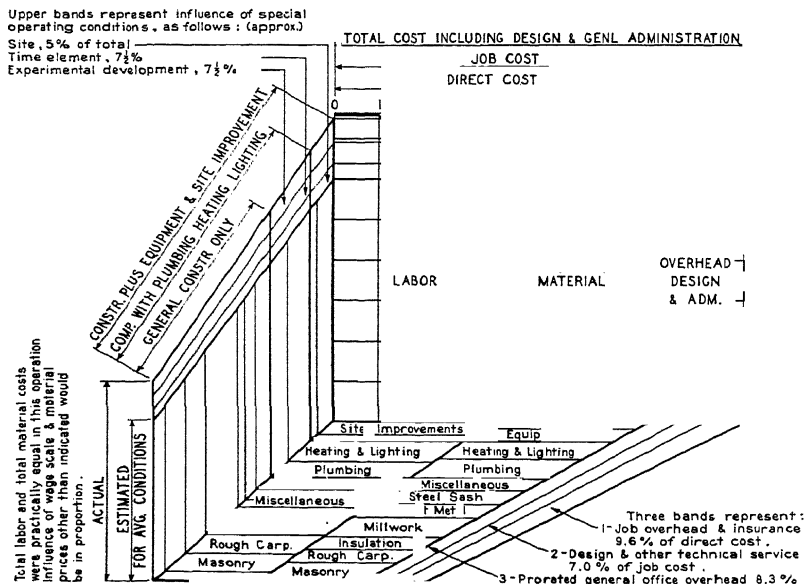 Upper bands represent influence of special
operating conditions, as follows : (approx.)
Site, 5% of total
Time element, 7½%
Experimental development, 7½%
TOTAL COST INCLUDING DESIGN & GENL ADMINISTRATION
JOB COST
DIRECT COST
0 1
CONSTR. PLUS EQUIPMENT & SITE IMPROVEMENT
COMP. WITH PLUMBING HEATING LIGHTING
GENERAL CONSTR ONLY
LABOR
MATERIAL
OVERHEAD
DESIGN
& ADM.
Total labor and total material costs
were practically equal in this operation
Influence of wage scale & material
prices other than indicated would
be in proportion.
ACTUAL
ESTIMATED
FOR AVG. CONDITIONS
Site Improvements
Equip
Heating & Lighting
Heating & Lighting
Plumbing
Plumbing
Miscellaneous
Miscellaneous
Steel Sash
Met
Millwork
Rough Carp.
Insulation
Rough Carp.
Masonry
Masonry
Three bands represent:
1-Job overhead & insurance
9.6% of direct cost.
2-Design & other technical service
7.0% of job cost.
3-Prorated general office overhead 8.3%